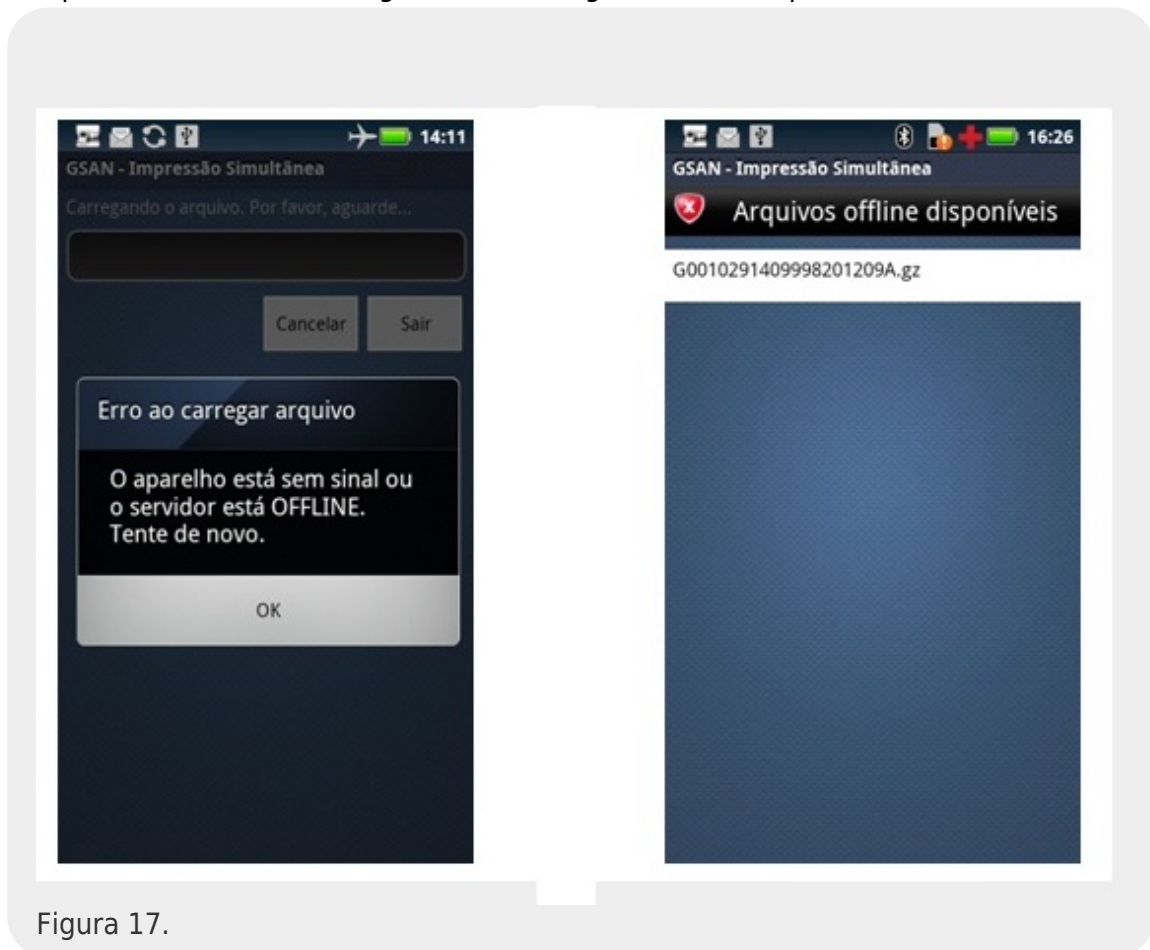 14:11
GSAN - Impressão Simultânea
Carregando o arquivo. Por favor, aguarde...
Cancelar Sair
Erro ao carregar arquivo
O aparelho está sem sinal ou
o servidor está OFFLINE.
Tente de novo.
OK
16:26
GSAN - Impressão Simultânea
Arquivos offline disponíveis
G0010291409998201209A.gz
Figura 17.